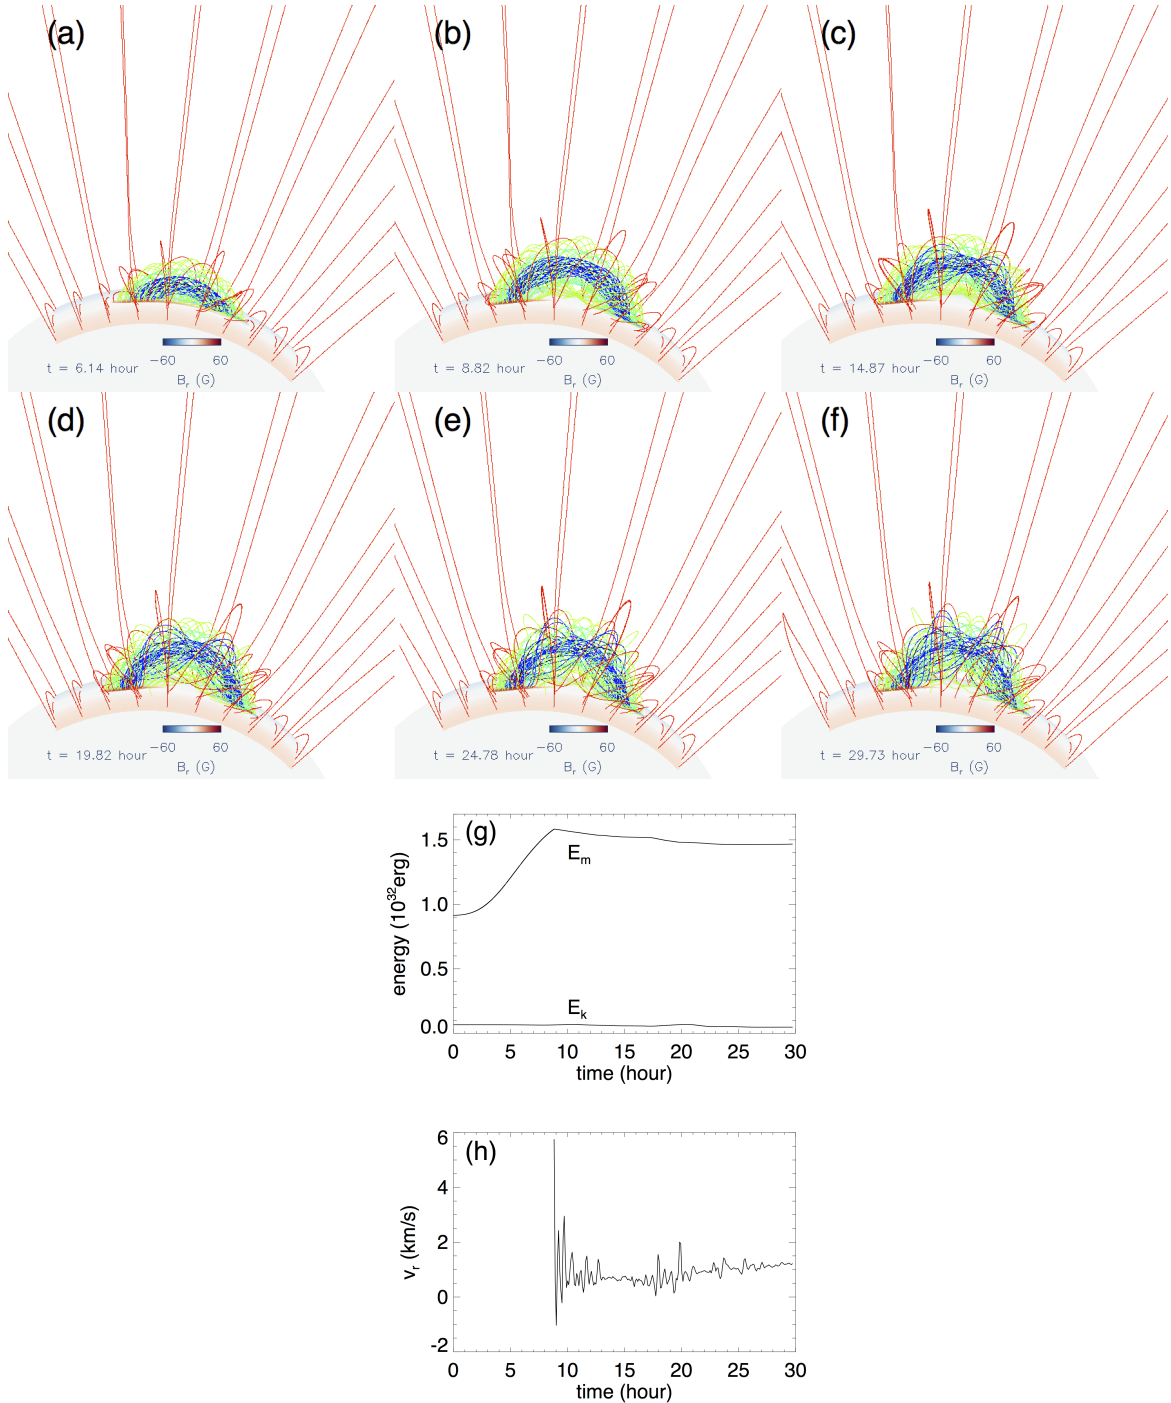 (a)
(b)
(c)
−60 60
t = 6.14 hour
B_r (G)
−60 60
t = 8.82 hour
B_r (G)
−60 60
t = 14.87 hour
B_r (G)
(d)
(e)
(f)
−60 60
t = 19.82 hour
B_r (G)
−60 60
t = 24.78 hour
B_r (G)
−60 60
t = 29.73 hour
B_r (G)
(g)
1.5
E_m
1.0
energy (10^32erg)
0.5
E_k
0.0
0 5 10 15 20 25 30
time (hour)
(h)
6
4
2
v_r (km/s)
0
-2
0 5 10 15 20 25 30
time (hour)